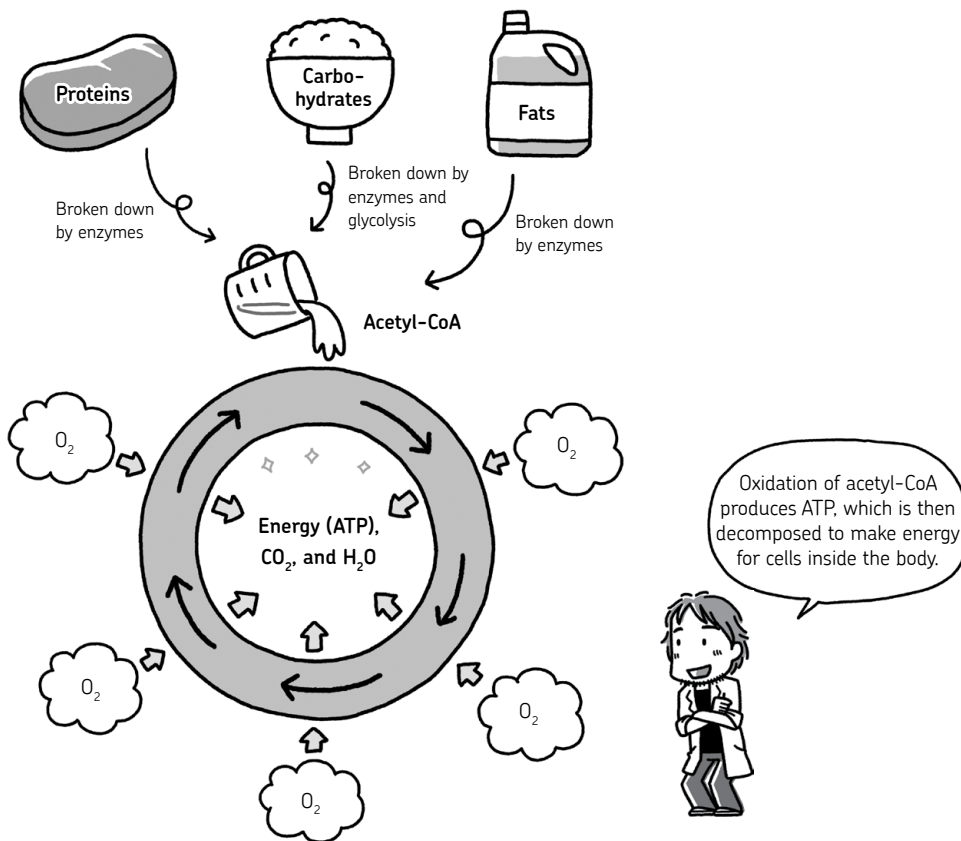 Proteins
Carbo-
hydrates
Fats
Broken down
by enzymes
Broken down by
enzymes and
glycolysis
Broken down
by enzymes
Acetyl-CoA
O₂
O₂
Energy (ATP),
CO₂, and H₂O
O₂
O₂
O₂
Oxidation of acetyl-CoA
produces ATP, which is then
decomposed to make energy
for cells inside the body.